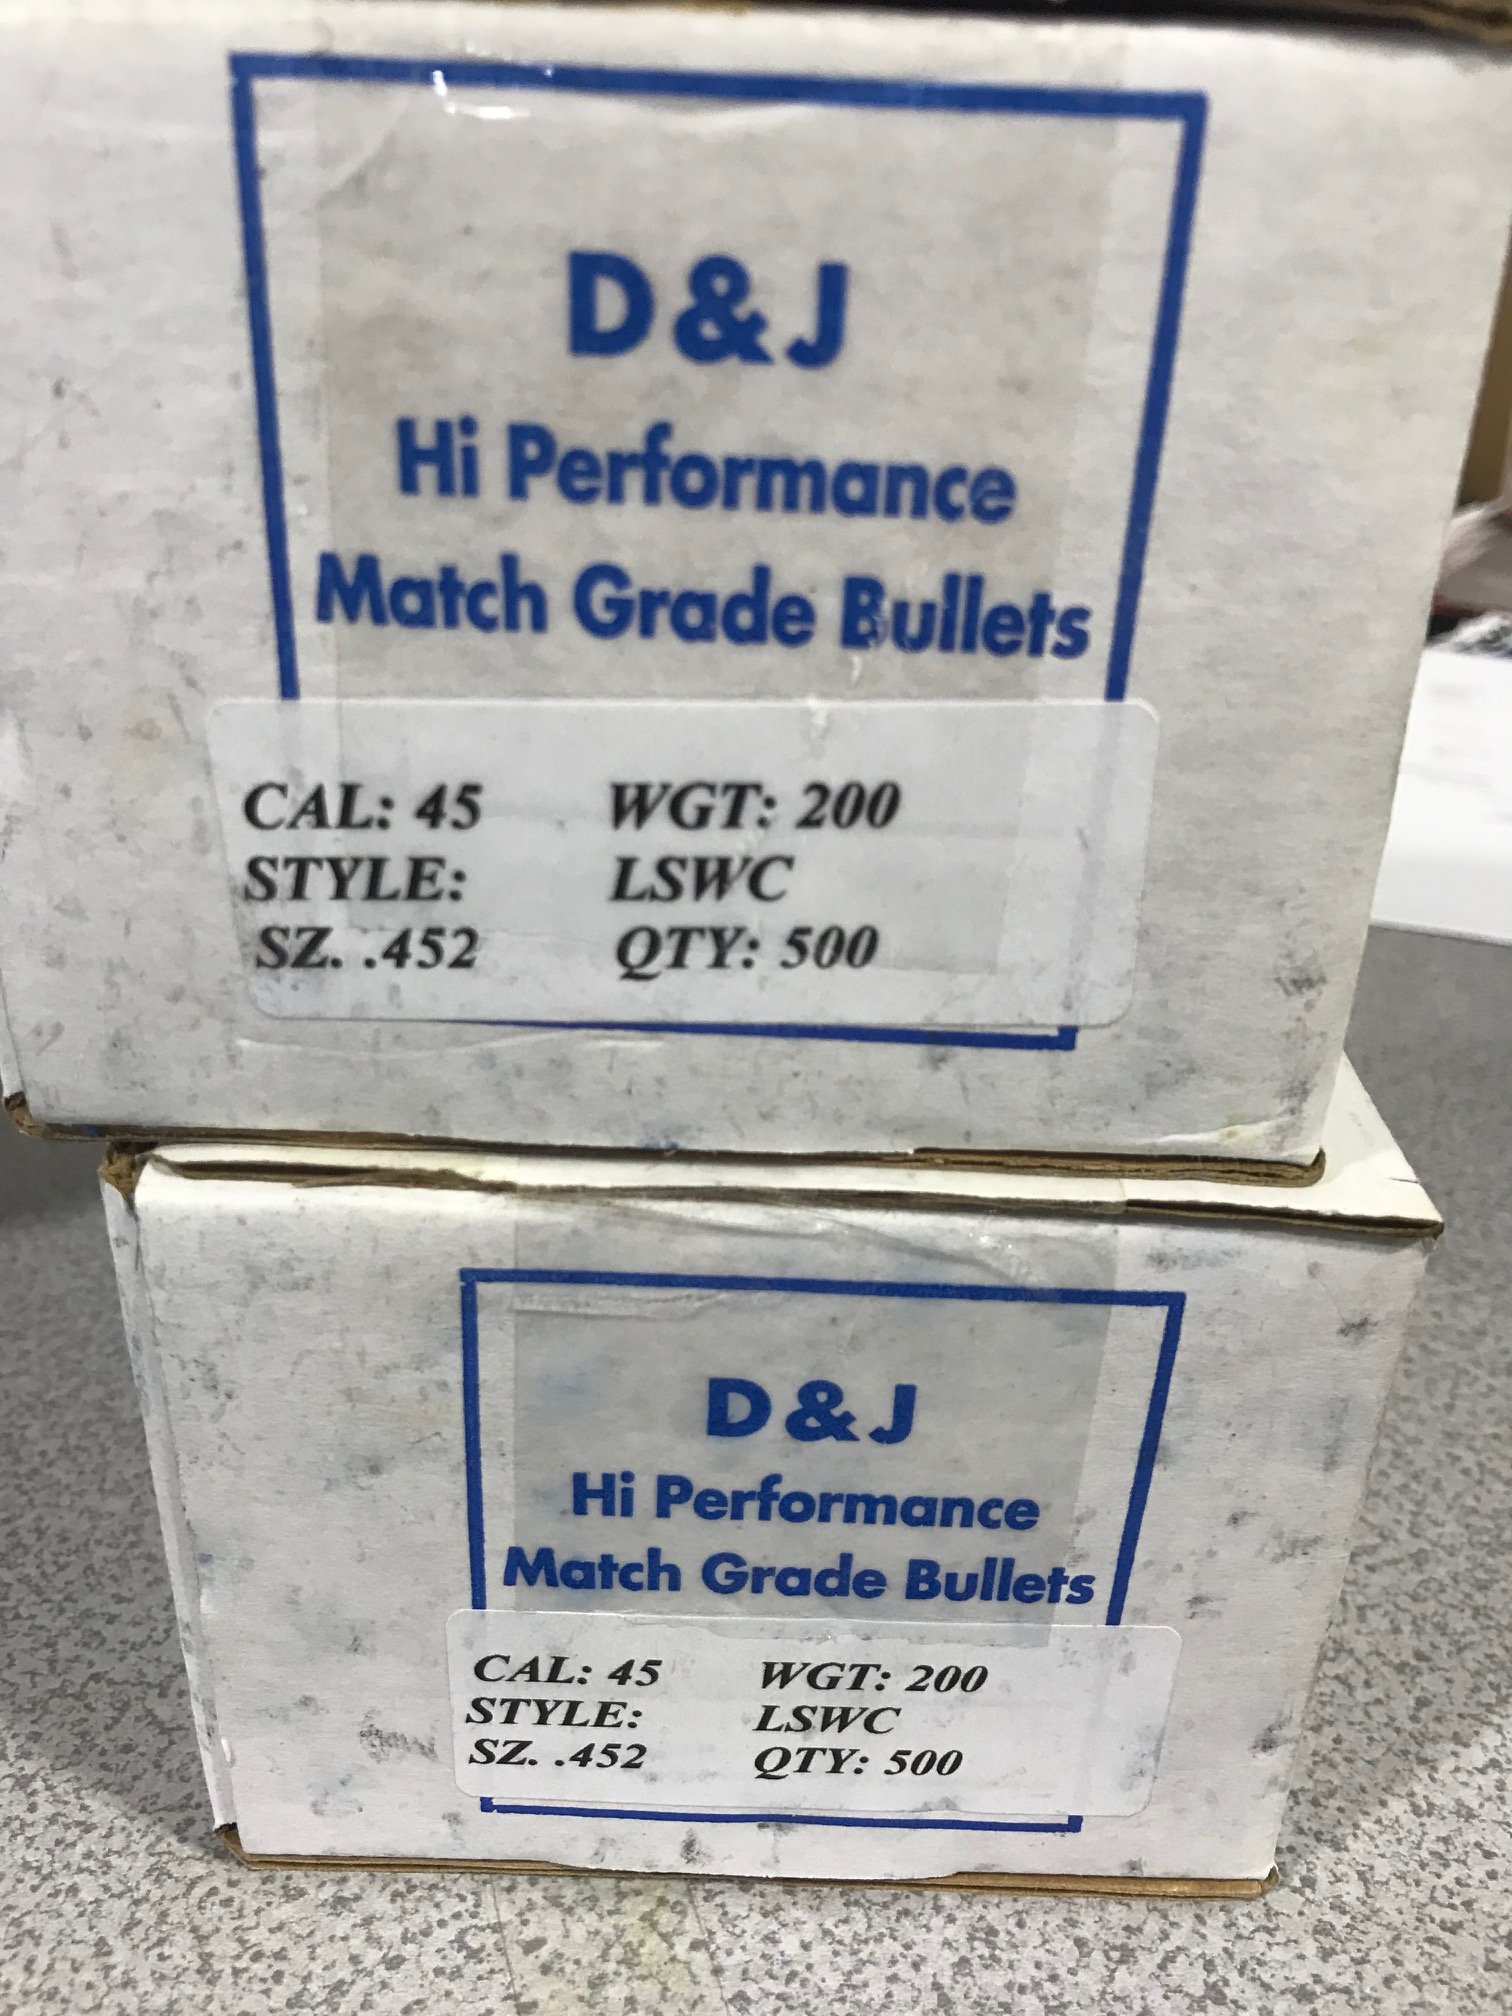 D&J
Hi Performance
Match Grade Bullets
CAL: 45 WGT: 200
STYLE: LSWC
SZ. .452 QTY: 500
D&J
Hi Performance
Match Grade Bullets
CAL: 45 WGT: 200
STYLE: LSWC
SZ. .452 QTY: 500